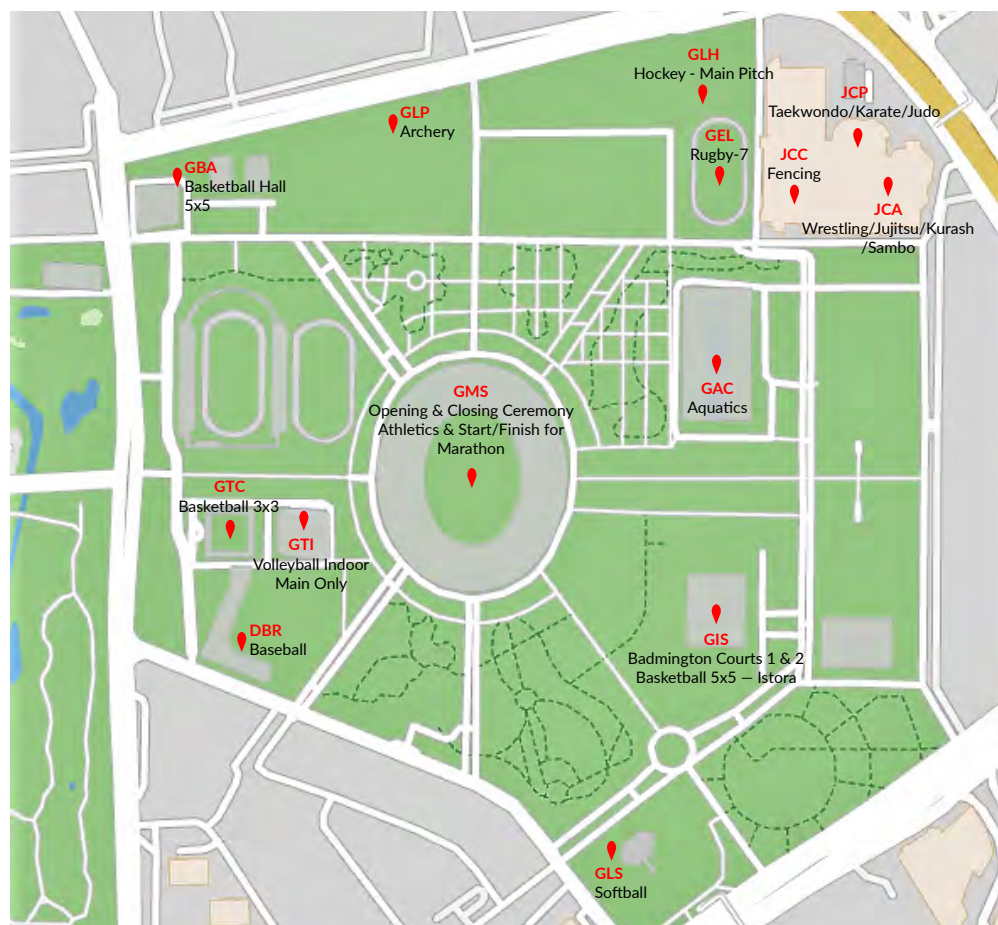 GLH
Hockey - Main Pitch
JCP
Taekwondo/Karate/Judo
GLP
Archery
GEL
Rugby-7
JCC
Fencing
GBA
Basketball Hall
5x5
JCA
Wrestling/Jujitsu/Kurash
/Sambo
GMS
Opening & Closing Ceremony
Athletics & Start/Finish for
Marathon
GAC
Aquatics
GTC
Basketball 3x3
GTI
Volleyball Indoor
Main Only
DBR
Baseball
GIS
Badmington Courts 1 & 2
Basketball 5x5 — Istora
GLS
Softball